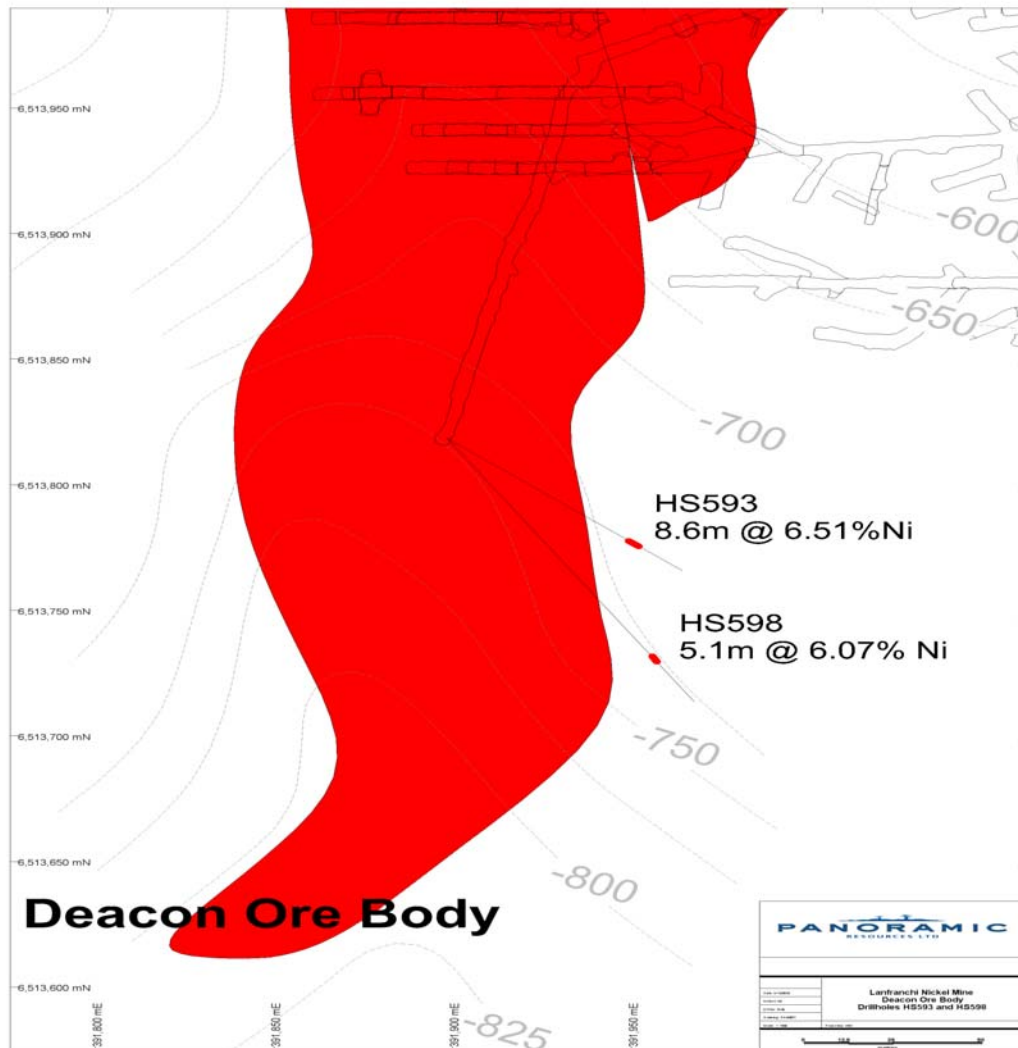 6,513,950 mN
6,513,900 mN
-600
-650
6,513,850 mN
-700
6,513,800 mN
HS593
8.6m @ 6.51%Ni
6,513,750 mN
HS598
5.1m @ 6.07% Ni
6,513,700 mN
-750
6,513,650 mN
-800
Deacon Ore Body
PANORAMIC
RESOURCES LTD
6,513,600 mN
Lanfranchi Nickel Mine
Deacon Ore Body
Drillholes HS593 and HS598
391,800 mE
391,850 mE
391,900 mE
391,950 mE
-825